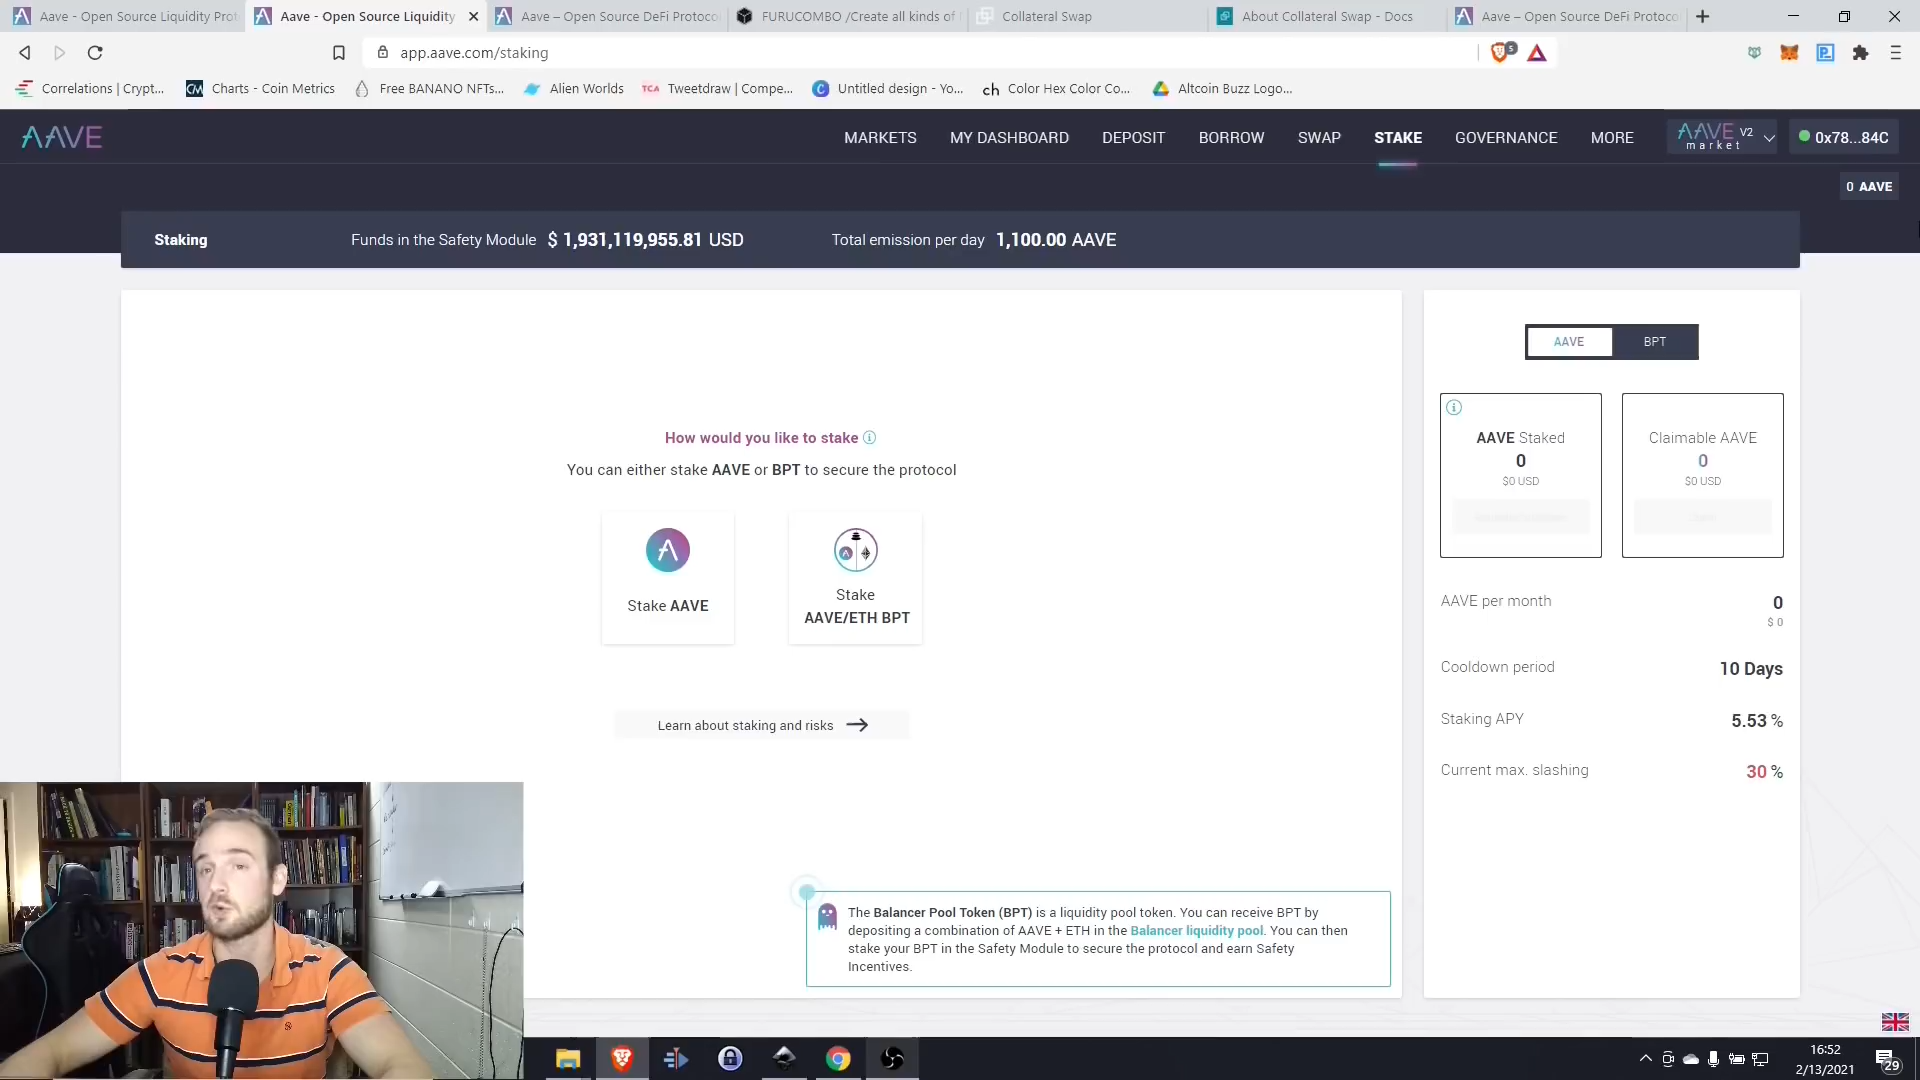 Aave - Open Source Liquidity Prot
Aave - Open Source Liquidity
Aave – Open Source DeFi Protoco
FURUCOMBO /Create all kinds of
Collateral Swap
About Collateral Swap - Docs
Aave – Open Source DeFi Protoco
app.aave.com/staking
5
Correlations | Crypt...
CM
Charts - Coin Metrics
Free BANANO NFTs...
Alien Worlds
TCA
Tweetdraw | Compe...
Untitled design - Yo...
ch
Color Hex Color Co...
Altcoin Buzz Logo...
AAVE
MARKETS
MY DASHBOARD
DEPOSIT
BORROW
SWAP
STAKE
GOVERNANCE
MORE
AAVE V2
market
0x78...84C
0 AAVE
Staking
Funds in the Safety Module $ 1,931,119,955.81 USD
Total emission per day 1,100.00 AAVE
How would you like to stake
You can either stake AAVE or BPT to secure the protocol
Stake AAVE
Stake
AAVE/ETH BPT
Learn about staking and risks
The Balancer Pool Token (BPT) is a liquidity pool token. You can receive BPT by
depositing a combination of AAVE + ETH in the Balancer liquidity pool. You can then
stake your BPT in the Safety Module to secure the protocol and earn Safety
Incentives.
AAVE
BPT
AAVE Staked
0
$0 USD
Claimable AAVE
0
$0 USD
AAVE per month
0
$ 0
Cooldown period
10 Days
Staking APY
5.53 %
Current max. slashing
30 %
16:52
2/13/2021
29